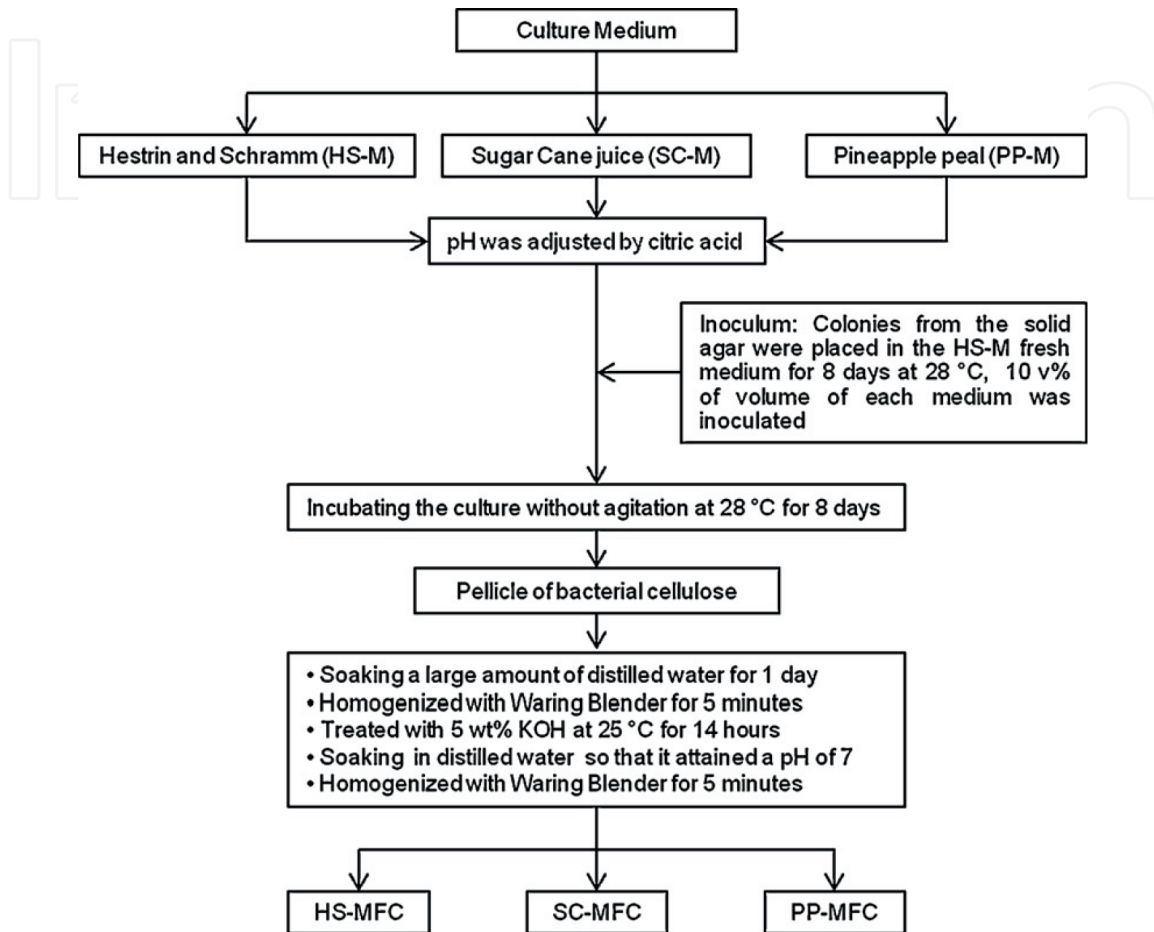 Culture Medium
Hestrin and Schramm (HS-M)
Sugar Cane juice (SC-M)
Pineapple peal (PP-M)
pH was adjusted by citric acid
Inoculum: Colonies from the solid
agar were placed in the HS-M fresh
medium for 8 days at 28 °C, 10 v%
of volume of each medium was
inoculated
Incubating the culture without agitation at 28 °C for 8 days
Pellicle of bacterial cellulose
• Soaking a large amount of distilled water for 1 day
• Homogenized with Waring Blender for 5 minutes
• Treated with 5 wt% KOH at 25 °C for 14 hours
• Soaking in distilled water so that it attained a pH of 7
• Homogenized with Waring Blender for 5 minutes
HS-MFC
SC-MFC
PP-MFC